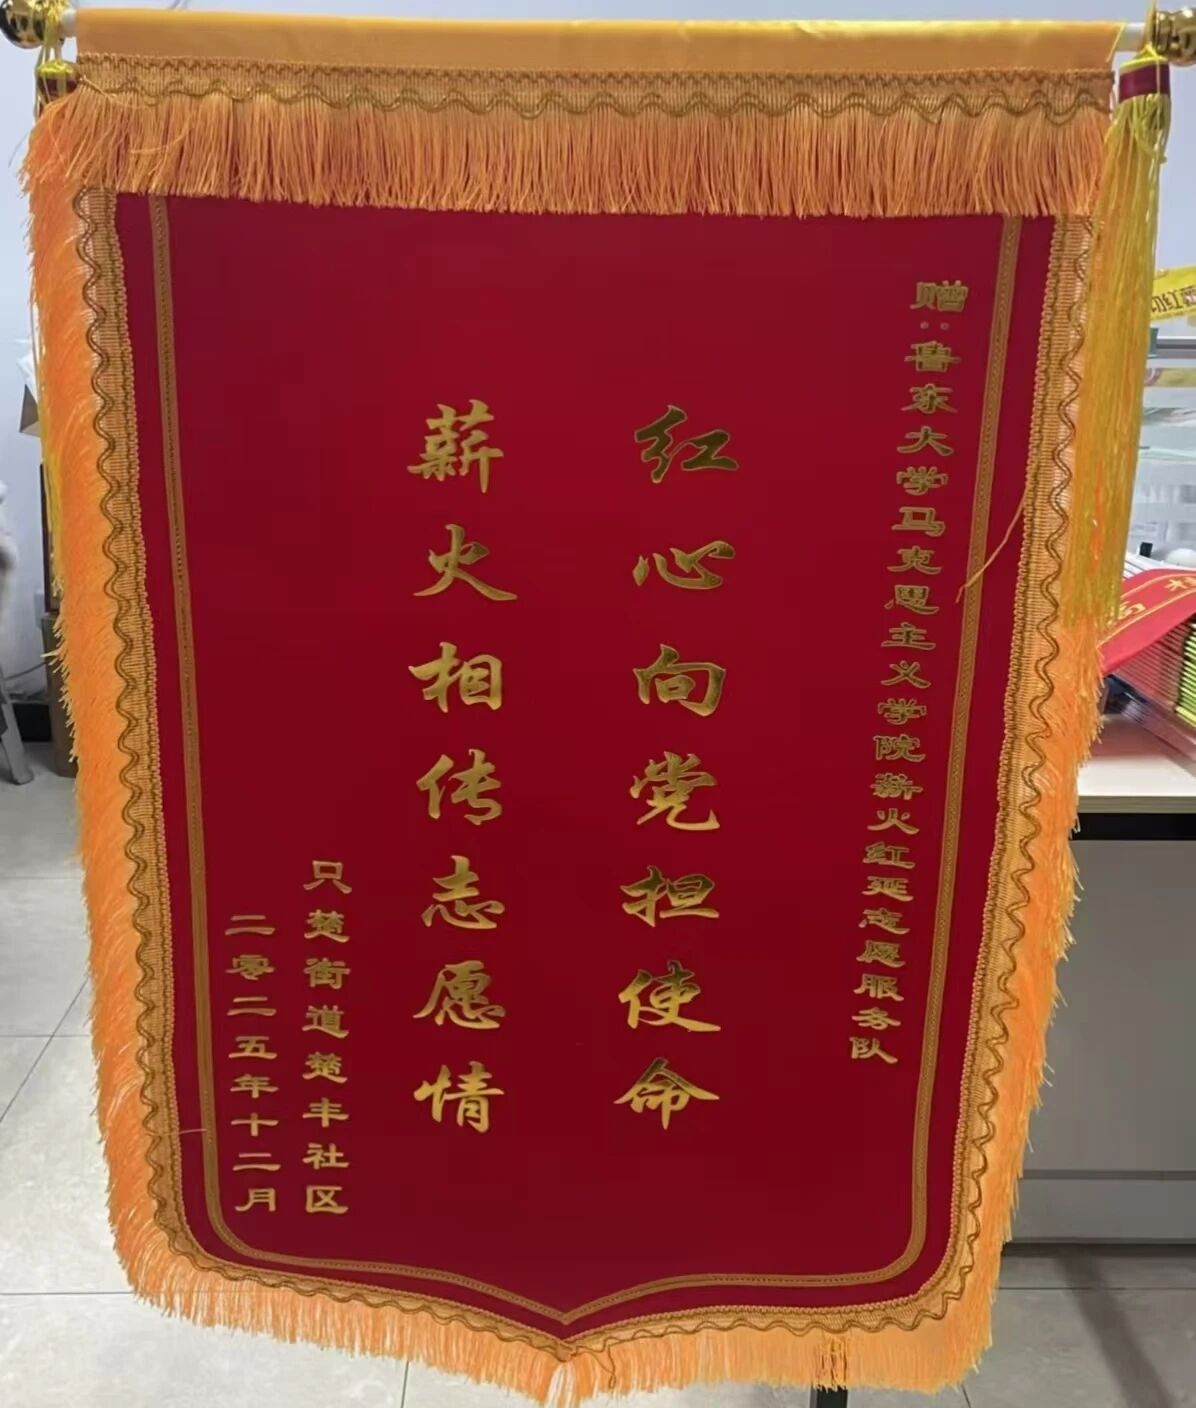 赠:鲁东大学马克思主义学院薪火红延志愿服务队
红心向党担使命
薪火相传志愿情
只楚街道楚丰社区
二零二五年十二月